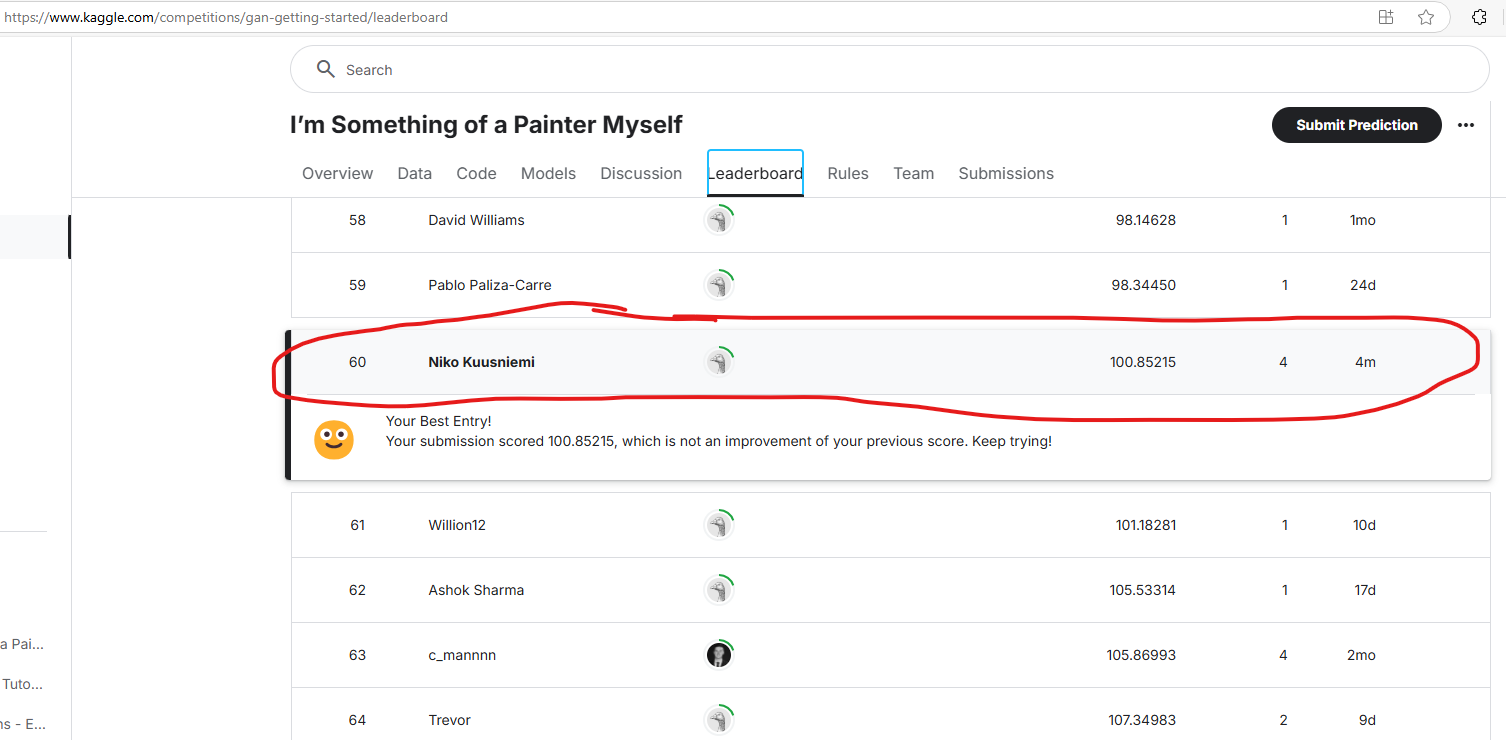 https://www.kaggle.com/competitions/gan-getting-started/leaderboard
Search
I’m Something of a Painter Myself
Submit Prediction
Overview Data Code Models Discussion Leaderboard Rules Team Submissions
58 David Williams 98.14628 1 1mo
59 Pablo Paliza-Carre 98.34450 1 24d
60 Niko Kuusniemi 100.85215 4 4m
Your Best Entry!
Your submission scored 100.85215, which is not an improvement of your previous score. Keep trying!
61 Willion12 101.18281 1 10d
62 Ashok Sharma 105.53314 1 17d
a Pai...
63 c_mannnn 105.86993 4 2mo
Tuto...
64 Trevor 107.34983 2 9d
ns - E...